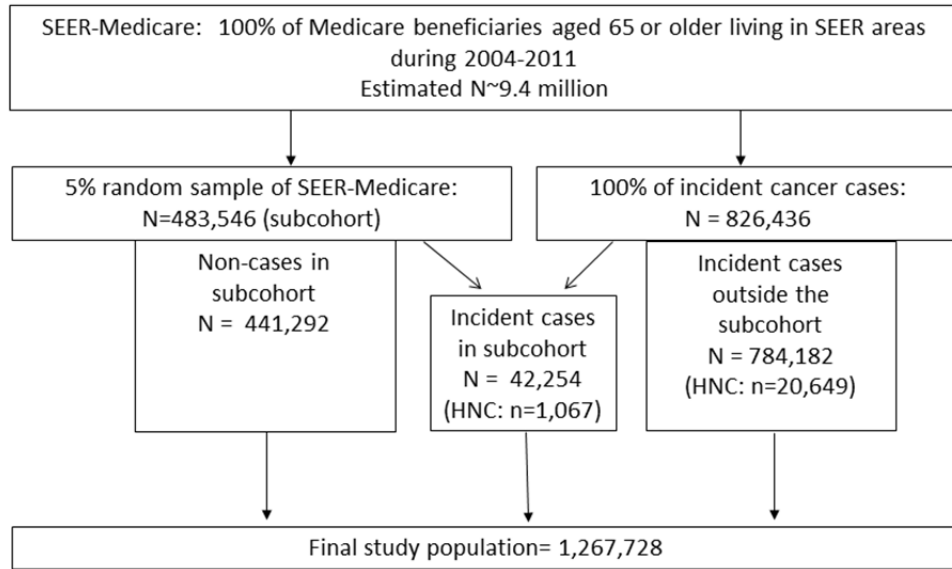 SEER-Medicare:  100% of Medicare beneficiaries aged 65 or older living in SEER areas
during 2004-2011
Estimated N~9.4 million
5% random sample of SEER-Medicare:
N=483,546 (subcohort)
100% of incident cancer cases:
N = 826,436
Non-cases in
subcohort
N =  441,292
Incident cases
in subcohort
N =  42,254
(HNC: n=1,067)
Incident cases
outside the
subcohort
N = 784,182
(HNC: n=20,649)
Final study population= 1,267,728